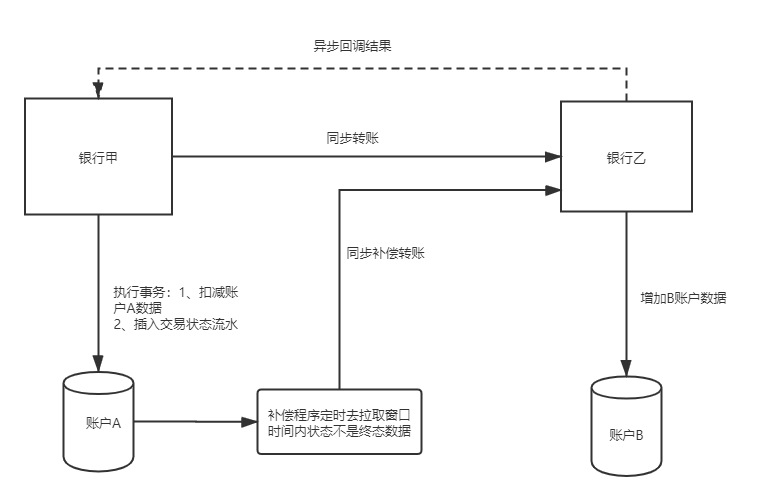 异步回调结果
同步转账
银行甲
银行乙
同步补偿转账
执行事务：1、扣减账
户A数据
2、插入交易状态流水
增加B账户数据
补偿程序定时去拉取窗口
时间内状态不是终态数据
账户A
账户B